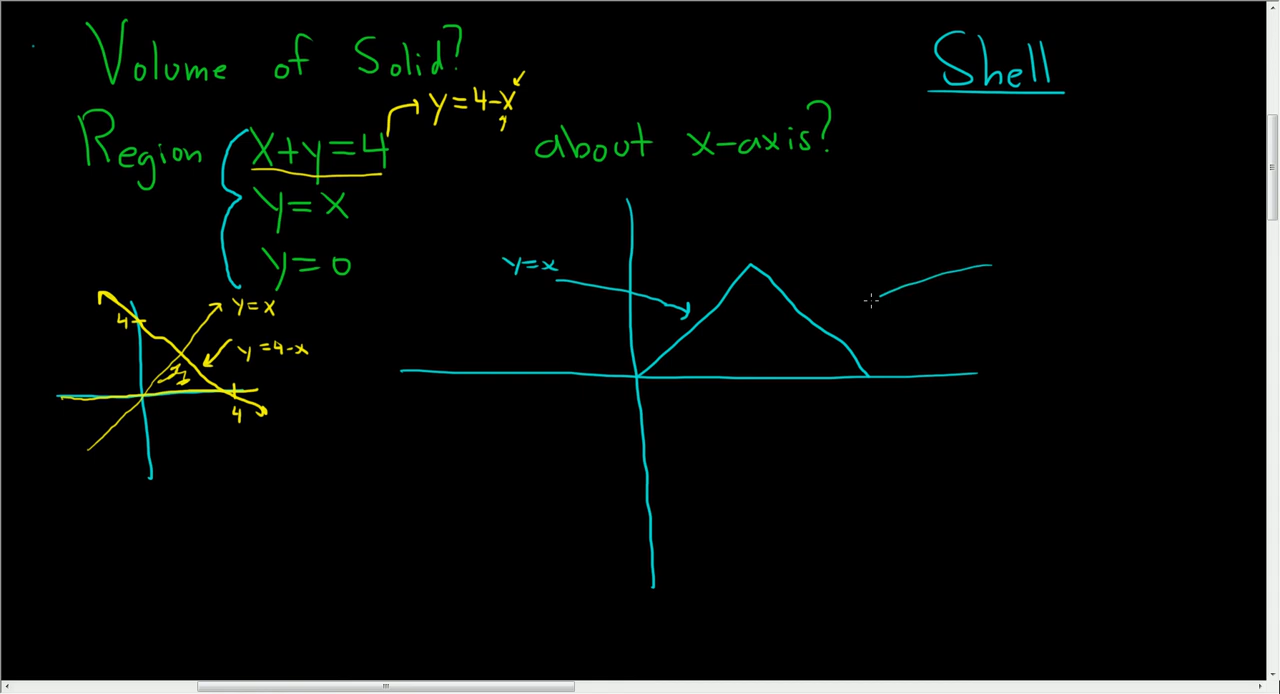 Volume of Solid?
Shell
y = 4-x
Region x+y=4 about x-axis?
y = x
y = 0
y=x
y=x
4
y = 4-x
4